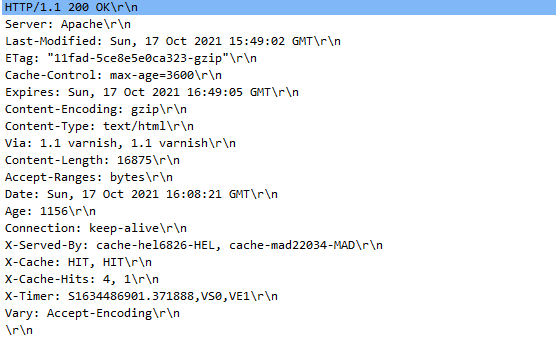 HTTP/1.1 200 OK\r\n
Server: Apache\r\n
Last-Modified: Sun, 17 Oct 2021 15:49:02 GMT\r\n
ETag: "11fad-5ce8e5e0ca323-gzip"\r\n
Cache-Control: max-age=3600\r\n
Expires: Sun, 17 Oct 2021 16:49:05 GMT\r\n
Content-Encoding: gzip\r\n
Content-Type: text/html\r\n
Via: 1.1 varnish, 1.1 varnish\r\n
Content-Length: 16875\r\n
Accept-Ranges: bytes\r\n
Date: Sun, 17 Oct 2021 16:08:21 GMT\r\n
Age: 1156\r\n
Connection: keep-alive\r\n
X-Served-By: cache-hel6826-HEL, cache-mad22034-MAD\r\n
X-Cache: HIT, HIT\r\n
X-Cache-Hits: 4, 1\r\n
X-Timer: S1634486901.371888,VS0,VE1\r\n
Vary: Accept-Encoding\r\n
\r\n